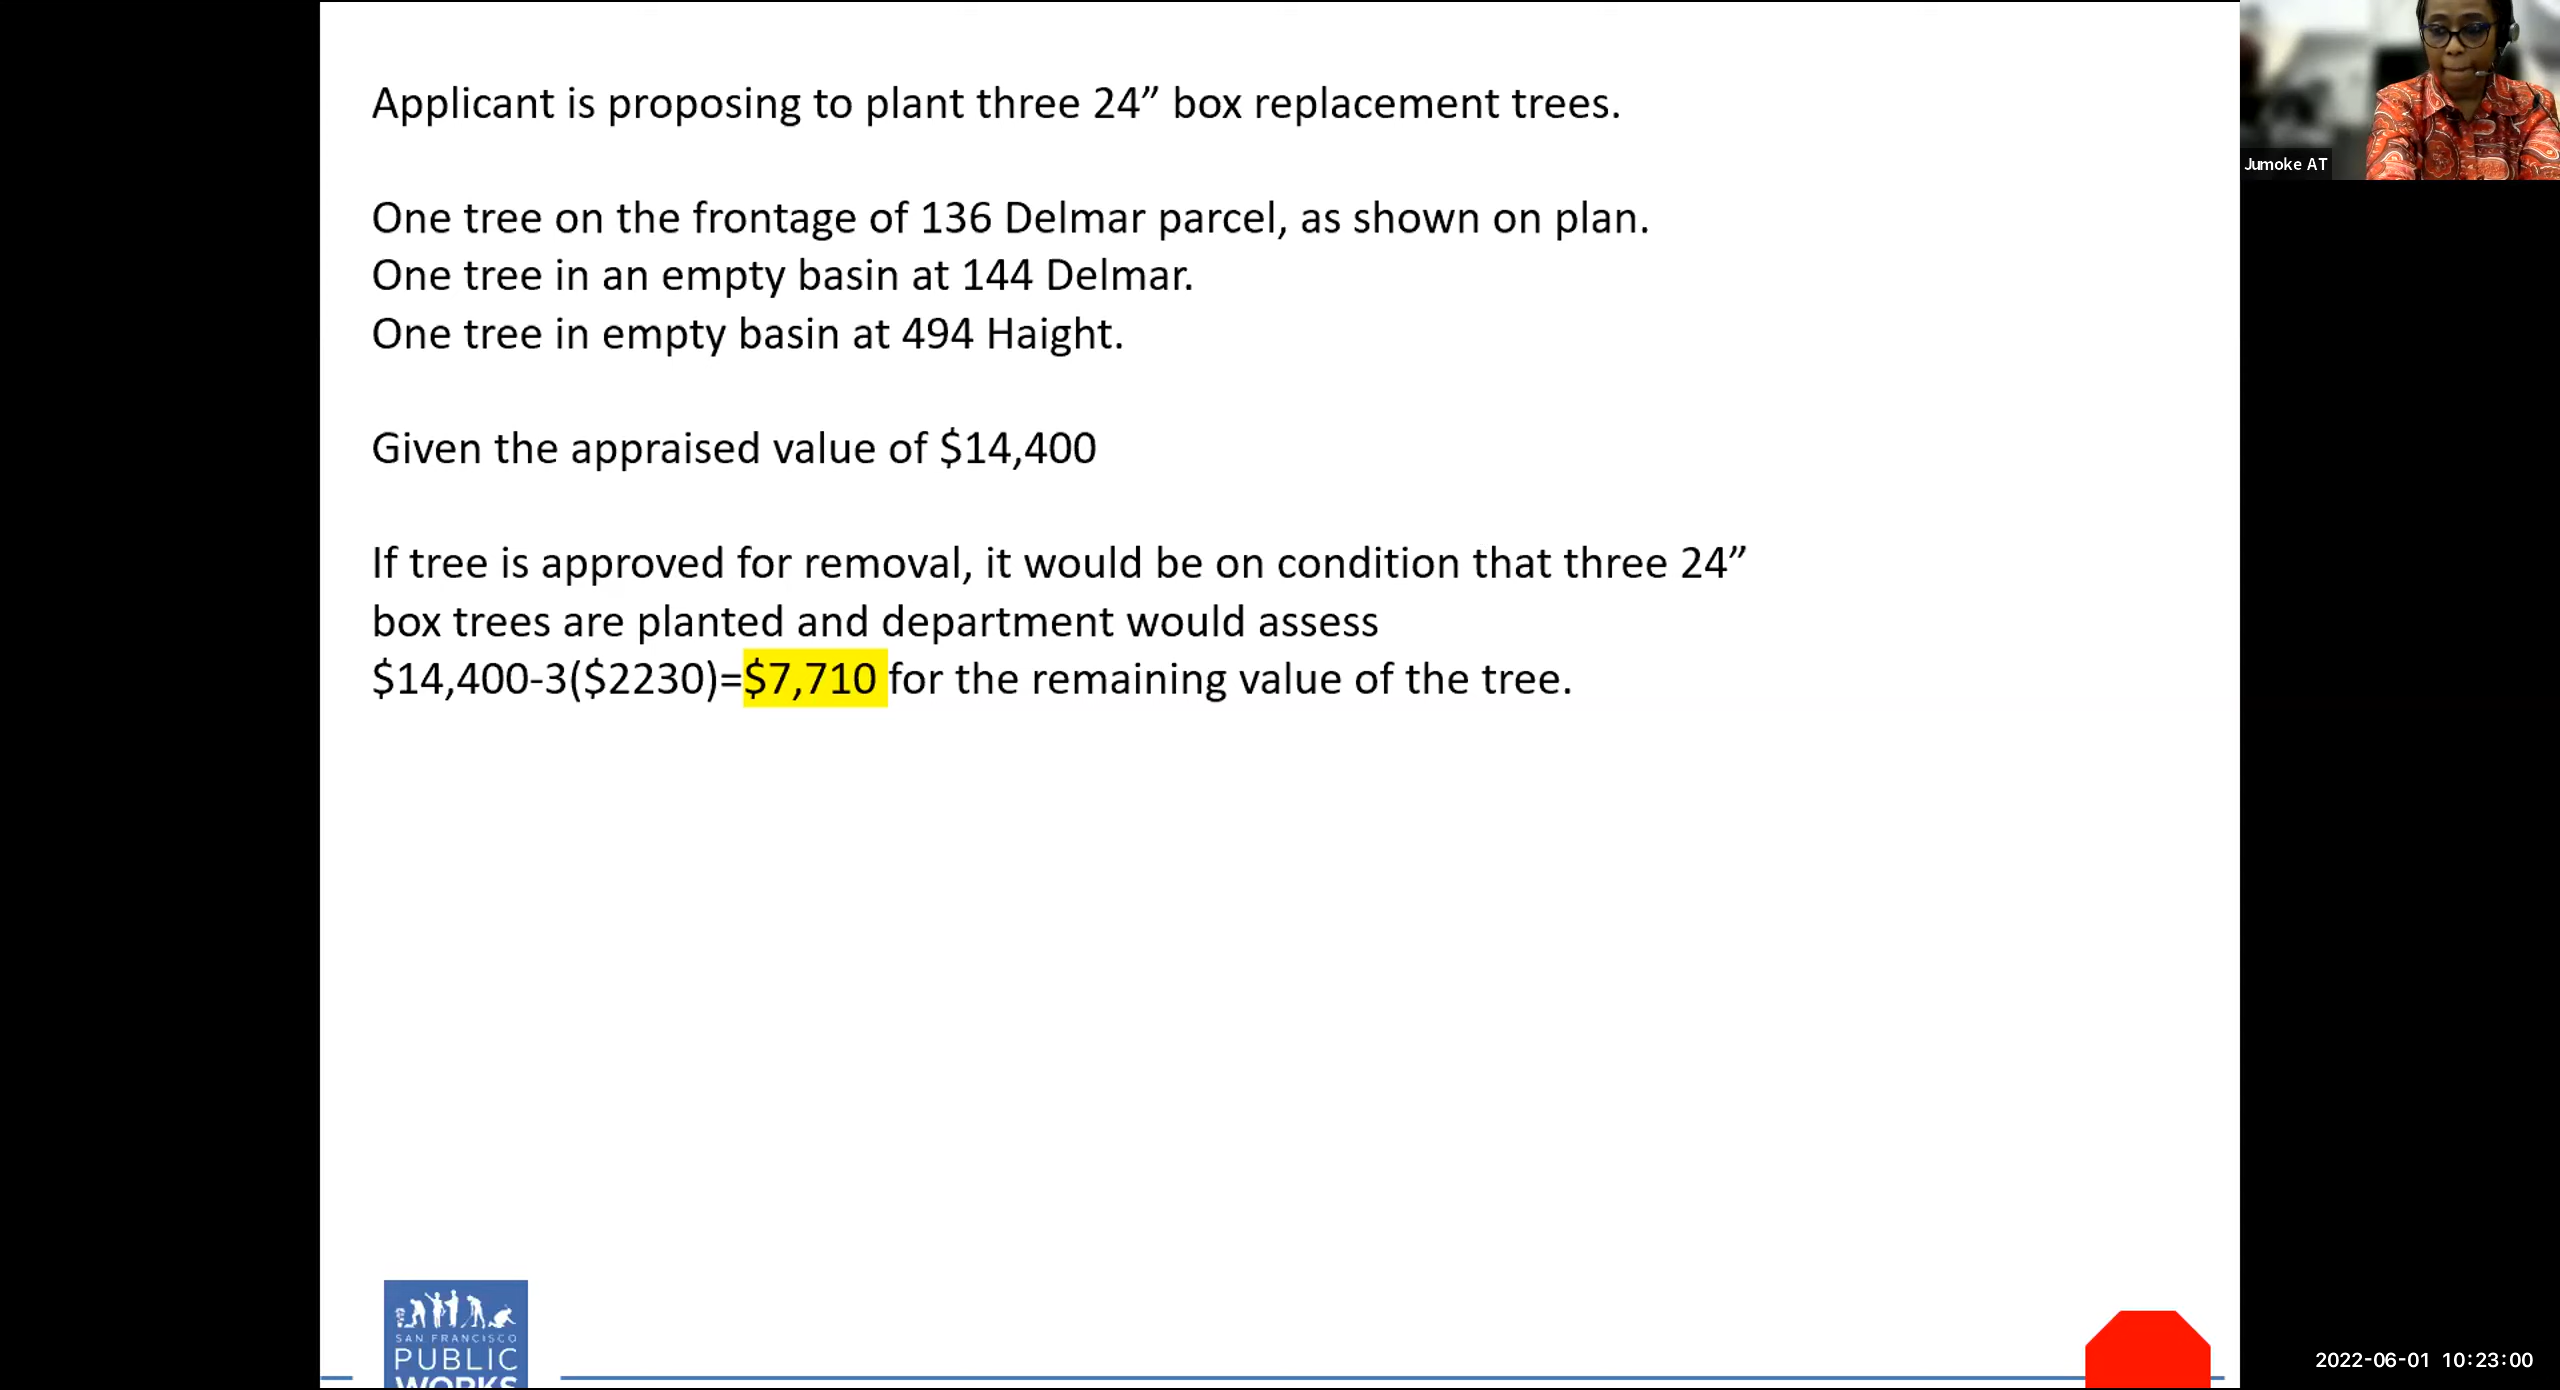 Applicant is proposing to plant three 24” box replacement trees.
One tree on the frontage of 136 Delmar parcel, as shown on plan.
One tree in an empty basin at 144 Delmar.
One tree in empty basin at 494 Haight.
Given the appraised value of $14,400
If tree is approved for removal, it would be on condition that three 24”
box trees are planted and department would assess
$14,400-3($2230)=$7,710 for the remaining value of the tree.
Jumoke AT
SAN FRANCISCO
PUBLIC
WORKS
2022-06-01 10:23:00